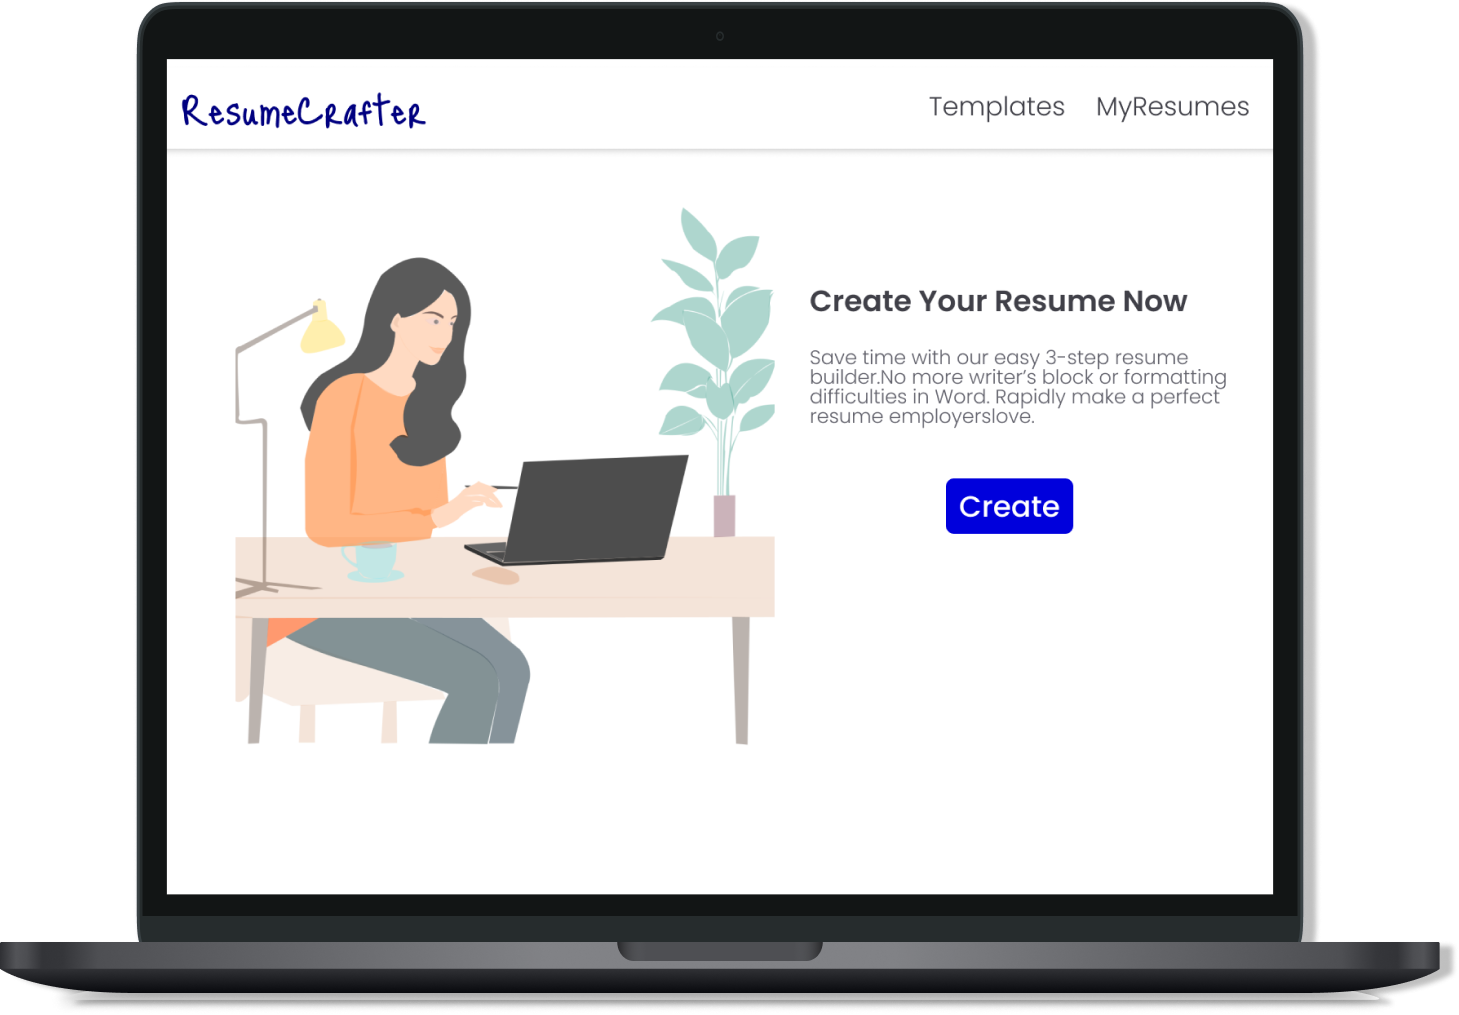 ResumeCrafter
Templates MyResumes
Create Your Resume Now
Save time with our easy 3-step resume
builder.No more writer’s block or formatting
difficulties in Word. Rapidly make a perfect
resume employerslove.
Create